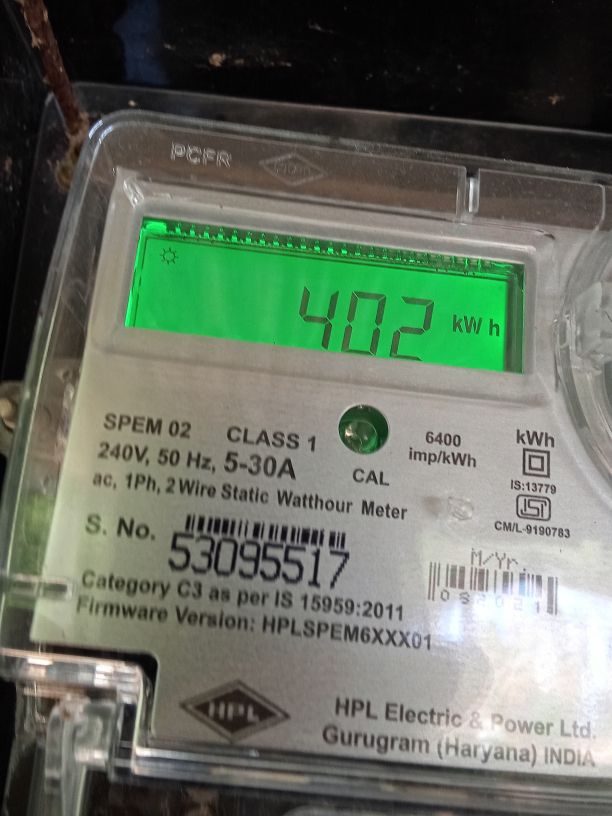 PCFR
402 kWh
SPEM 02 CLASS 1
240V, 50 Hz, 5-30A
ac, 1Ph, 2 Wire Static Watthour Meter
CAL
6400
imp/kWh
kWh
IS:13779
ISI
CM/L-9190783
S. No.
53095517
M/Yr.
Category C3 as per IS 15959:2011
Firmware Version: HPLSPEM6XXX01
HPL
HPL Electric & Power Ltd.
Gurugram (Haryana) INDIA